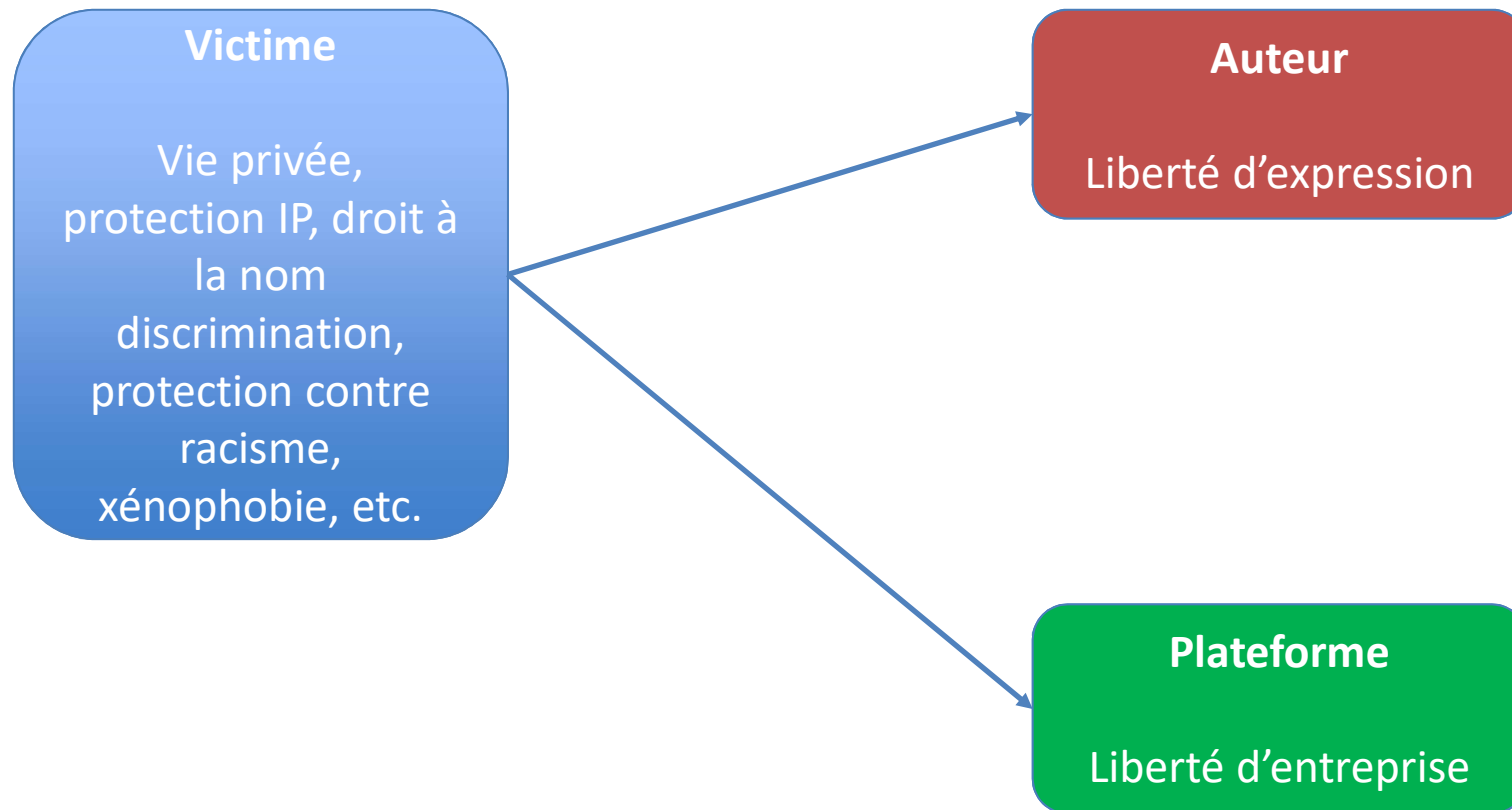 Victime
Vie privée,
protection IP, droit à
la nom
discrimination,
protection contre
racisme,
xénophobie, etc.
Auteur
Liberté d’expression
Plateforme
Liberté d’entreprise